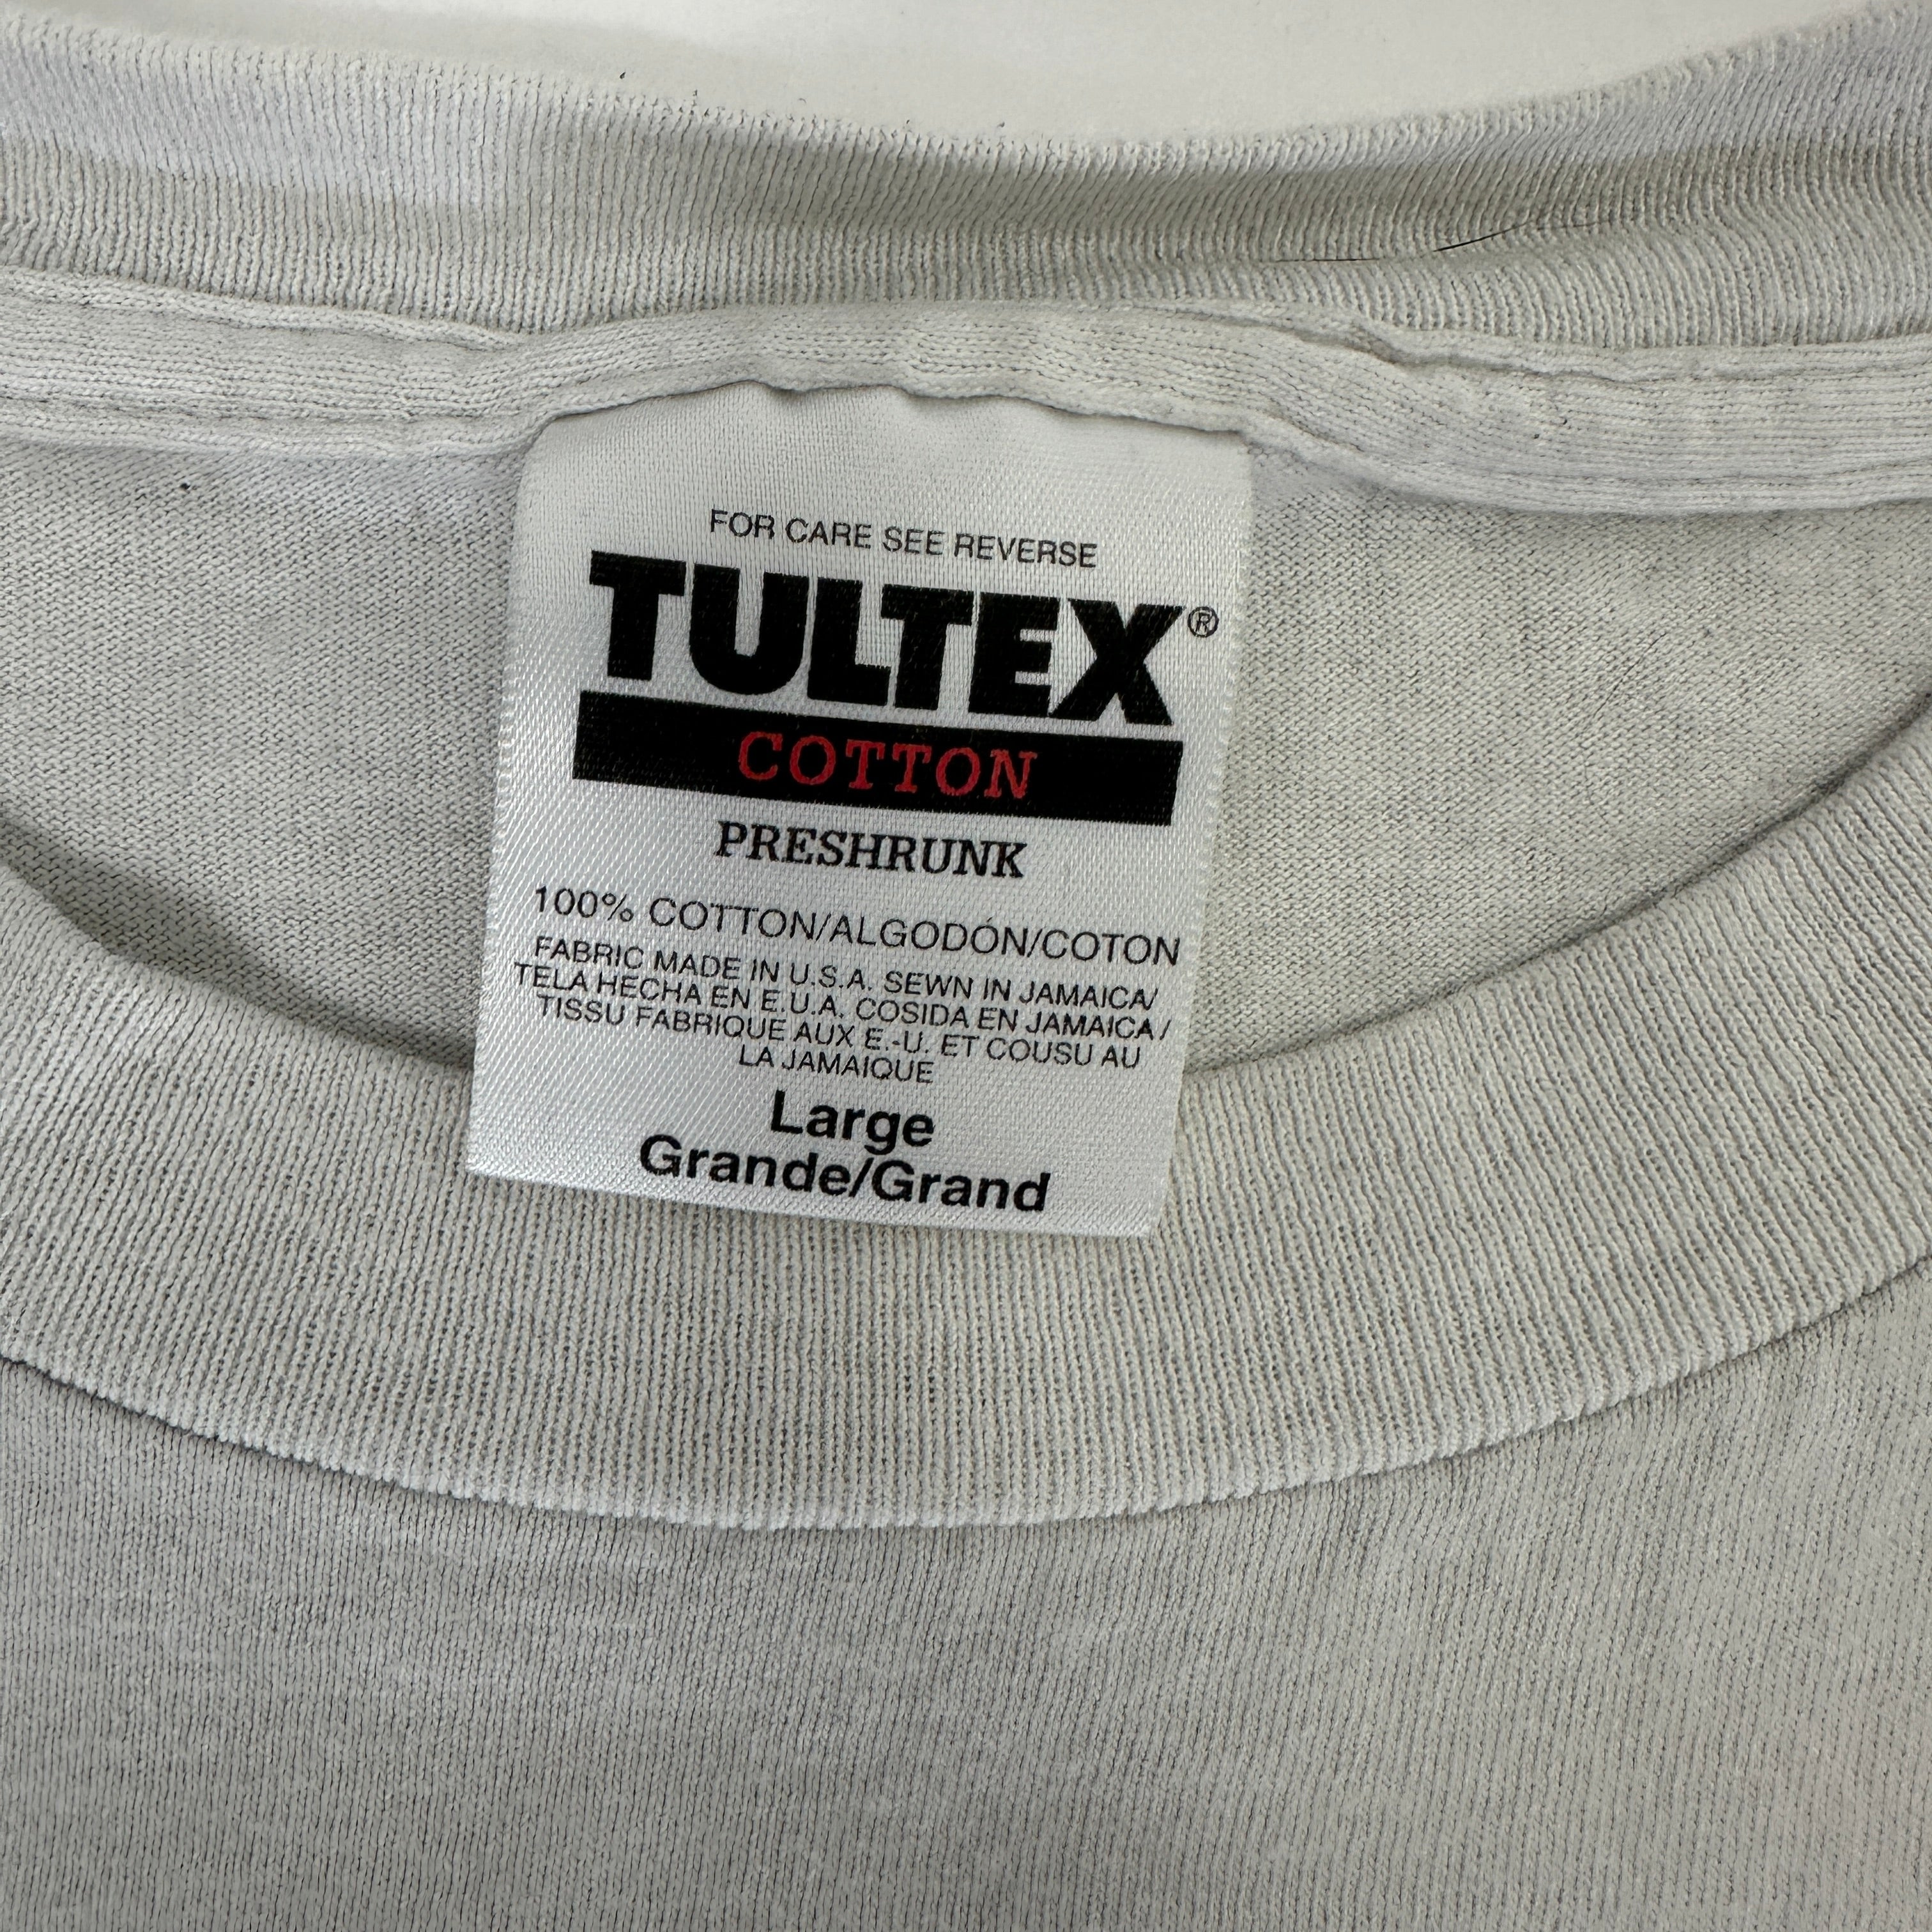 FOR CARE SEE REVERSE
TULTEX®
COTTON
PRESHRUNK
100% COTTON/ALGODÓN/COTON
FABRIC MADE IN U.S.A. SEWN IN JAMAICA/
TELA HECHA EN E.U.A. COSIDA EN JAMAICA/
TISSU FABRIQUE AUX E.-U. ET COUSU AU
LA JAMAIQUE
Large
Grande/Grand